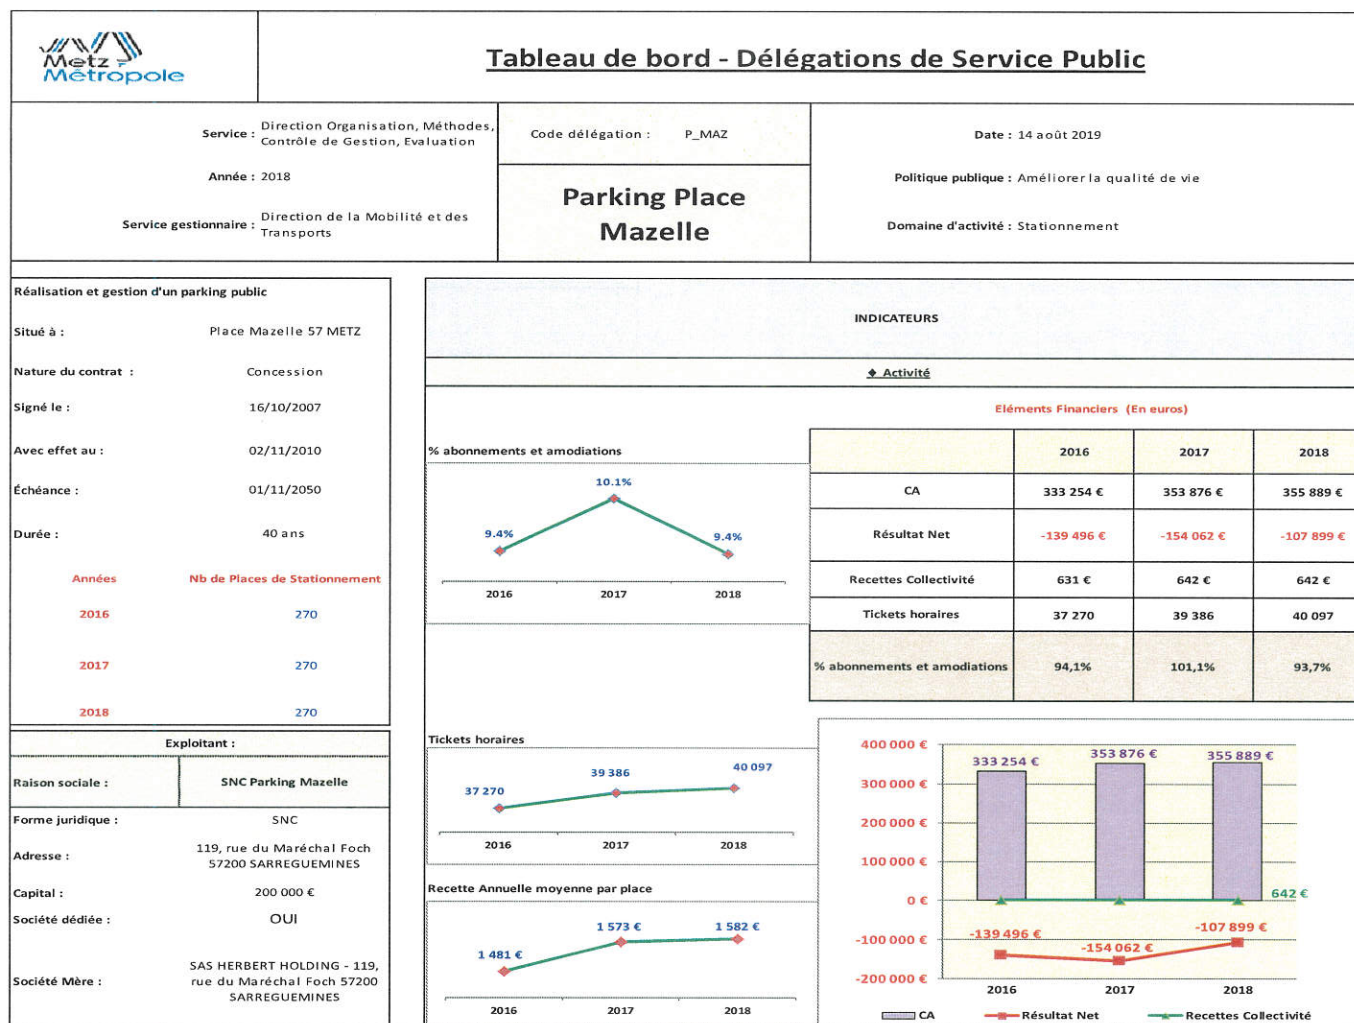 Metz
Métropole
Tableau de bord - Délégations de Service Public
Service : Direction Organisation, Méthodes,
Contrôle de Gestion, Evaluation
Année : 2018
Service gestionnaire : Direction de la Mobilité et des
Transports
Code délégation : P_MAZ
Parking Place
Mazelle
Date : 14 août 2019
Politique publique : Améliorer la qualité de vie
Domaine d'activité : Stationnement
Réalisation et gestion d'un parking public
Situé à : Place Mazelle 57 METZ
Nature du contrat : Concession
Signé le : 16/10/2007
Avec effet au : 02/11/2010
Échéance : 01/11/2050
Durée : 40 ans
Années Nb de Places de Stationnement
2016 270
2017 270
2018 270
Exploitant :
Raison sociale : SNC Parking Mazelle
Forme juridique : SNC
Adresse : 119, rue du Maréchal Foch
57200 SARREGUEMINES
Capital : 200 000 €
Société dédiée : OUI
Société Mère : SAS HERBERT HOLDING - 119,
rue du Maréchal Foch 57200
SARREGUEMINES
INDICATEURS
◆ Activité
% abonnements et amodiations
10.1%
9.4% 9.4%
2016 2017 2018
Eléments Financiers (En euros)
2016 2017 2018
CA 333 254 € 353 876 € 355 889 €
Résultat Net -139 496 € -154 062 € -107 899 €
Recettes Collectivité 631 € 642 € 642 €
Tickets horaires 37 270 39 386 40 097
% abonnements et amodiations 94,1% 101,1% 93,7%
Tickets horaires
37 270 39 386 40 097
2016 2017 2018
Recette Annuelle moyenne par place
1 481 € 1 573 € 1 582 €
2016 2017 2018
400 000 €
300 000 €
200 000 €
100 000 €
0 €
-100 000 €
-200 000 €
333 254 € 353 876 € 355 889 €
642 €
-139 496 € -154 062 € -107 899 €
2016 2017 2018
CA Résultat Net Recettes Collectivité